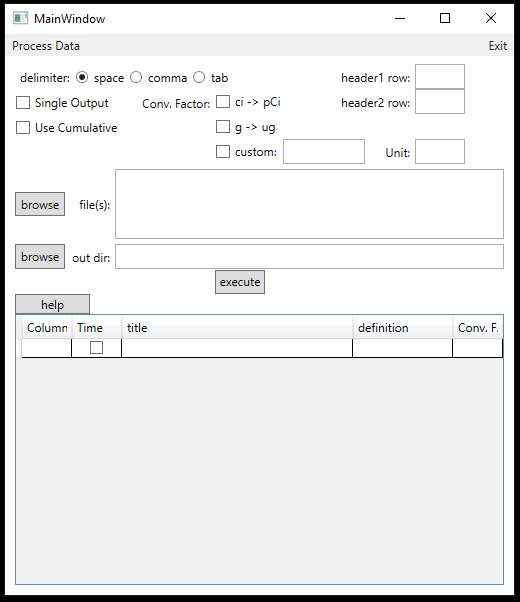 MainWindow
Process Data Exit
delimiter: space comma tab header1 row:
Single Output Conv. Factor: ci -> pCi header2 row:
Use Cumulative g -> ug
custom: Unit:
browse file(s):
browse out dir:
execute
help
Column Time title definition Conv. F